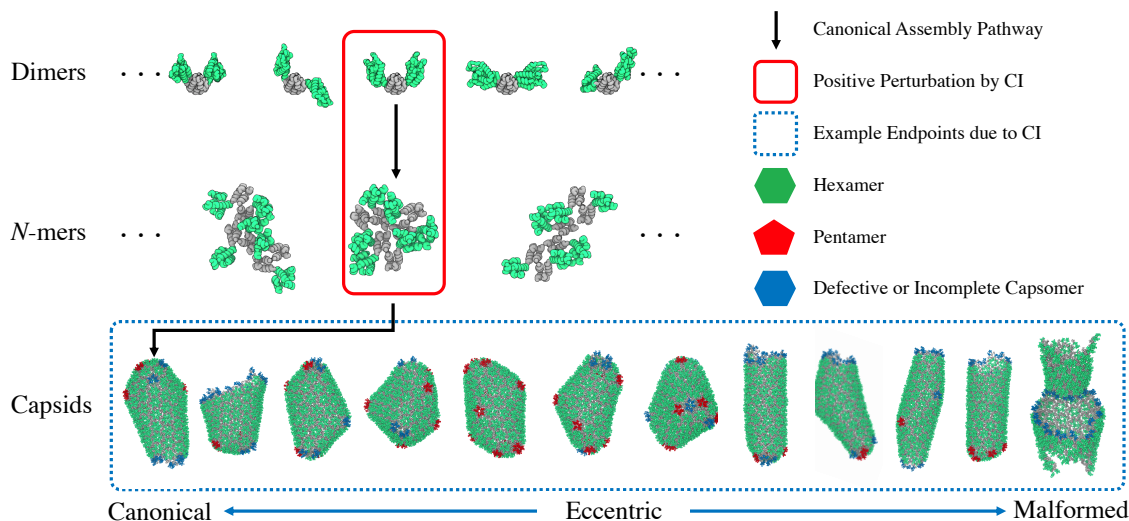 Dimers
· · ·
· · ·
N-mers
· · ·
· · ·
Capsids
Canonical Assembly Pathway
Positive Perturbation by CI
Example Endpoints due to CI
Hexamer
Pentamer
Defective or Incomplete Capsomer
Canonical
Eccentric
Malformed